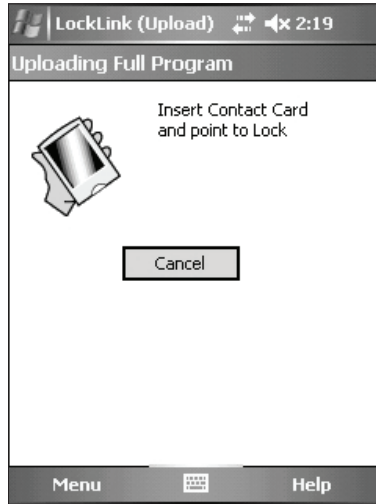 LockLink (Upload) 2:19
Uploading Full Program
Insert Contact Card
and point to Lock
Cancel
Menu Help